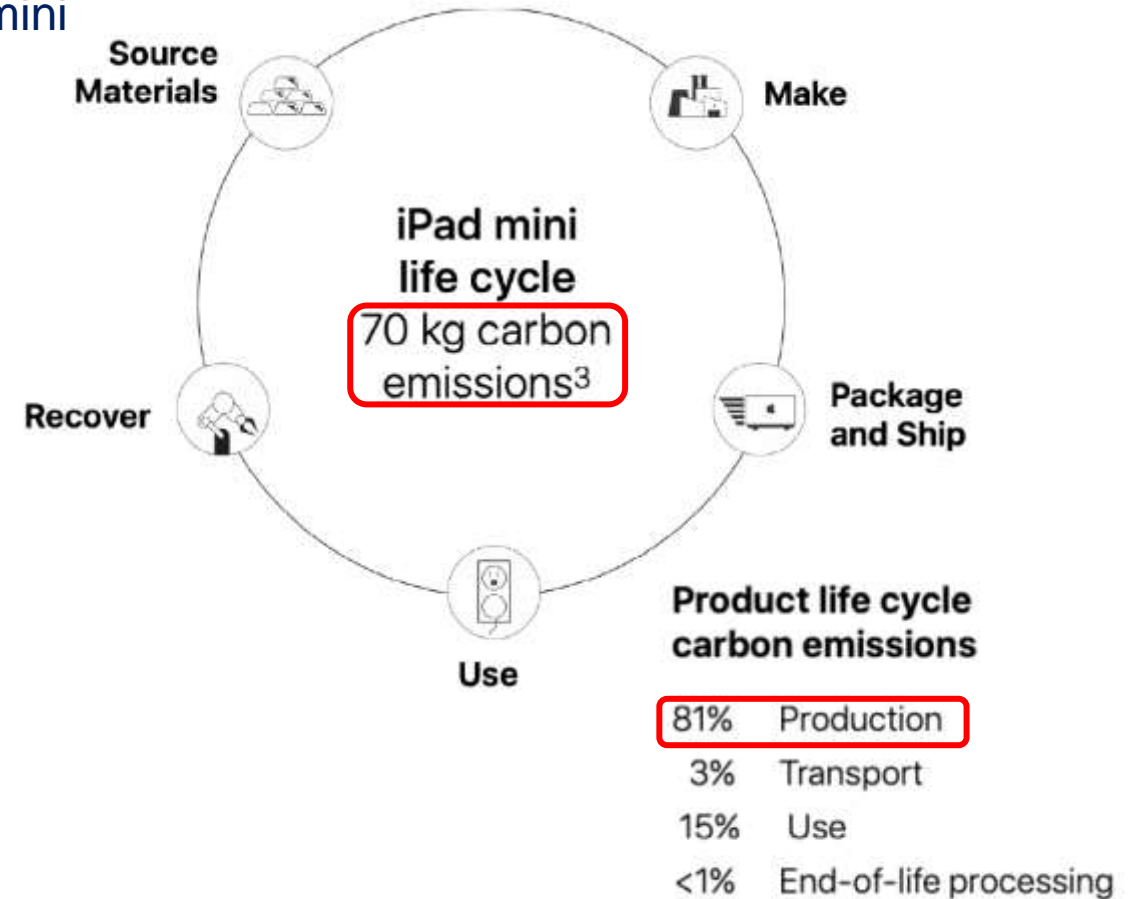 mini
Source
Materials
Make
iPad mini
life cycle
70 kg carbon
emissions³
Recover
Package
and Ship
Use
Product life cycle
carbon emissions
81% Production
3% Transport
15% Use
<1% End-of-life processing